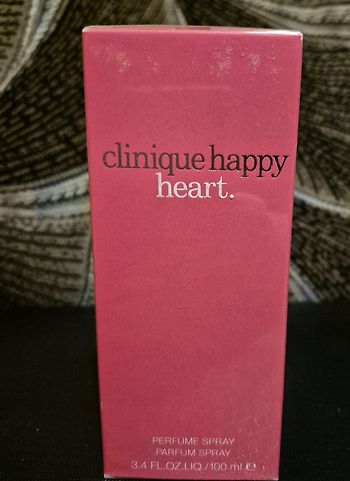 clinique happy
heart.
PERFUME SPRAY
PARFUM SPRAY
3.4 FL.OZ.LIQ./100 ml ℮